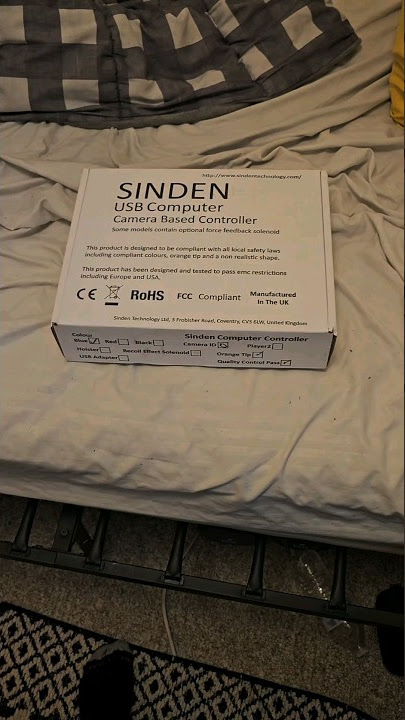 http://www.sindentechnology.com/
SINDEN
USB Computer
Camera Based Controller
Some models contain optional force feedback solenoid
This product is designed to be compliant with all local safety laws
including compliant colours, orange tip and a non realistic shape.
This product has been designed and tested to pass emc restrictions
including Europe and USA.
CE RoHS FCC Compliant Manufactured
In The UK
Sinden Technology Ltd, 3 Frobisher Road, Coventry, CV3 6LW, United Kingdom
Colour Sinden Computer Controller
Blue Red Black Camera ID Player2
Holster Recoil Effect Solenoid Orange Tip
USB Adapter Quality Control Pass